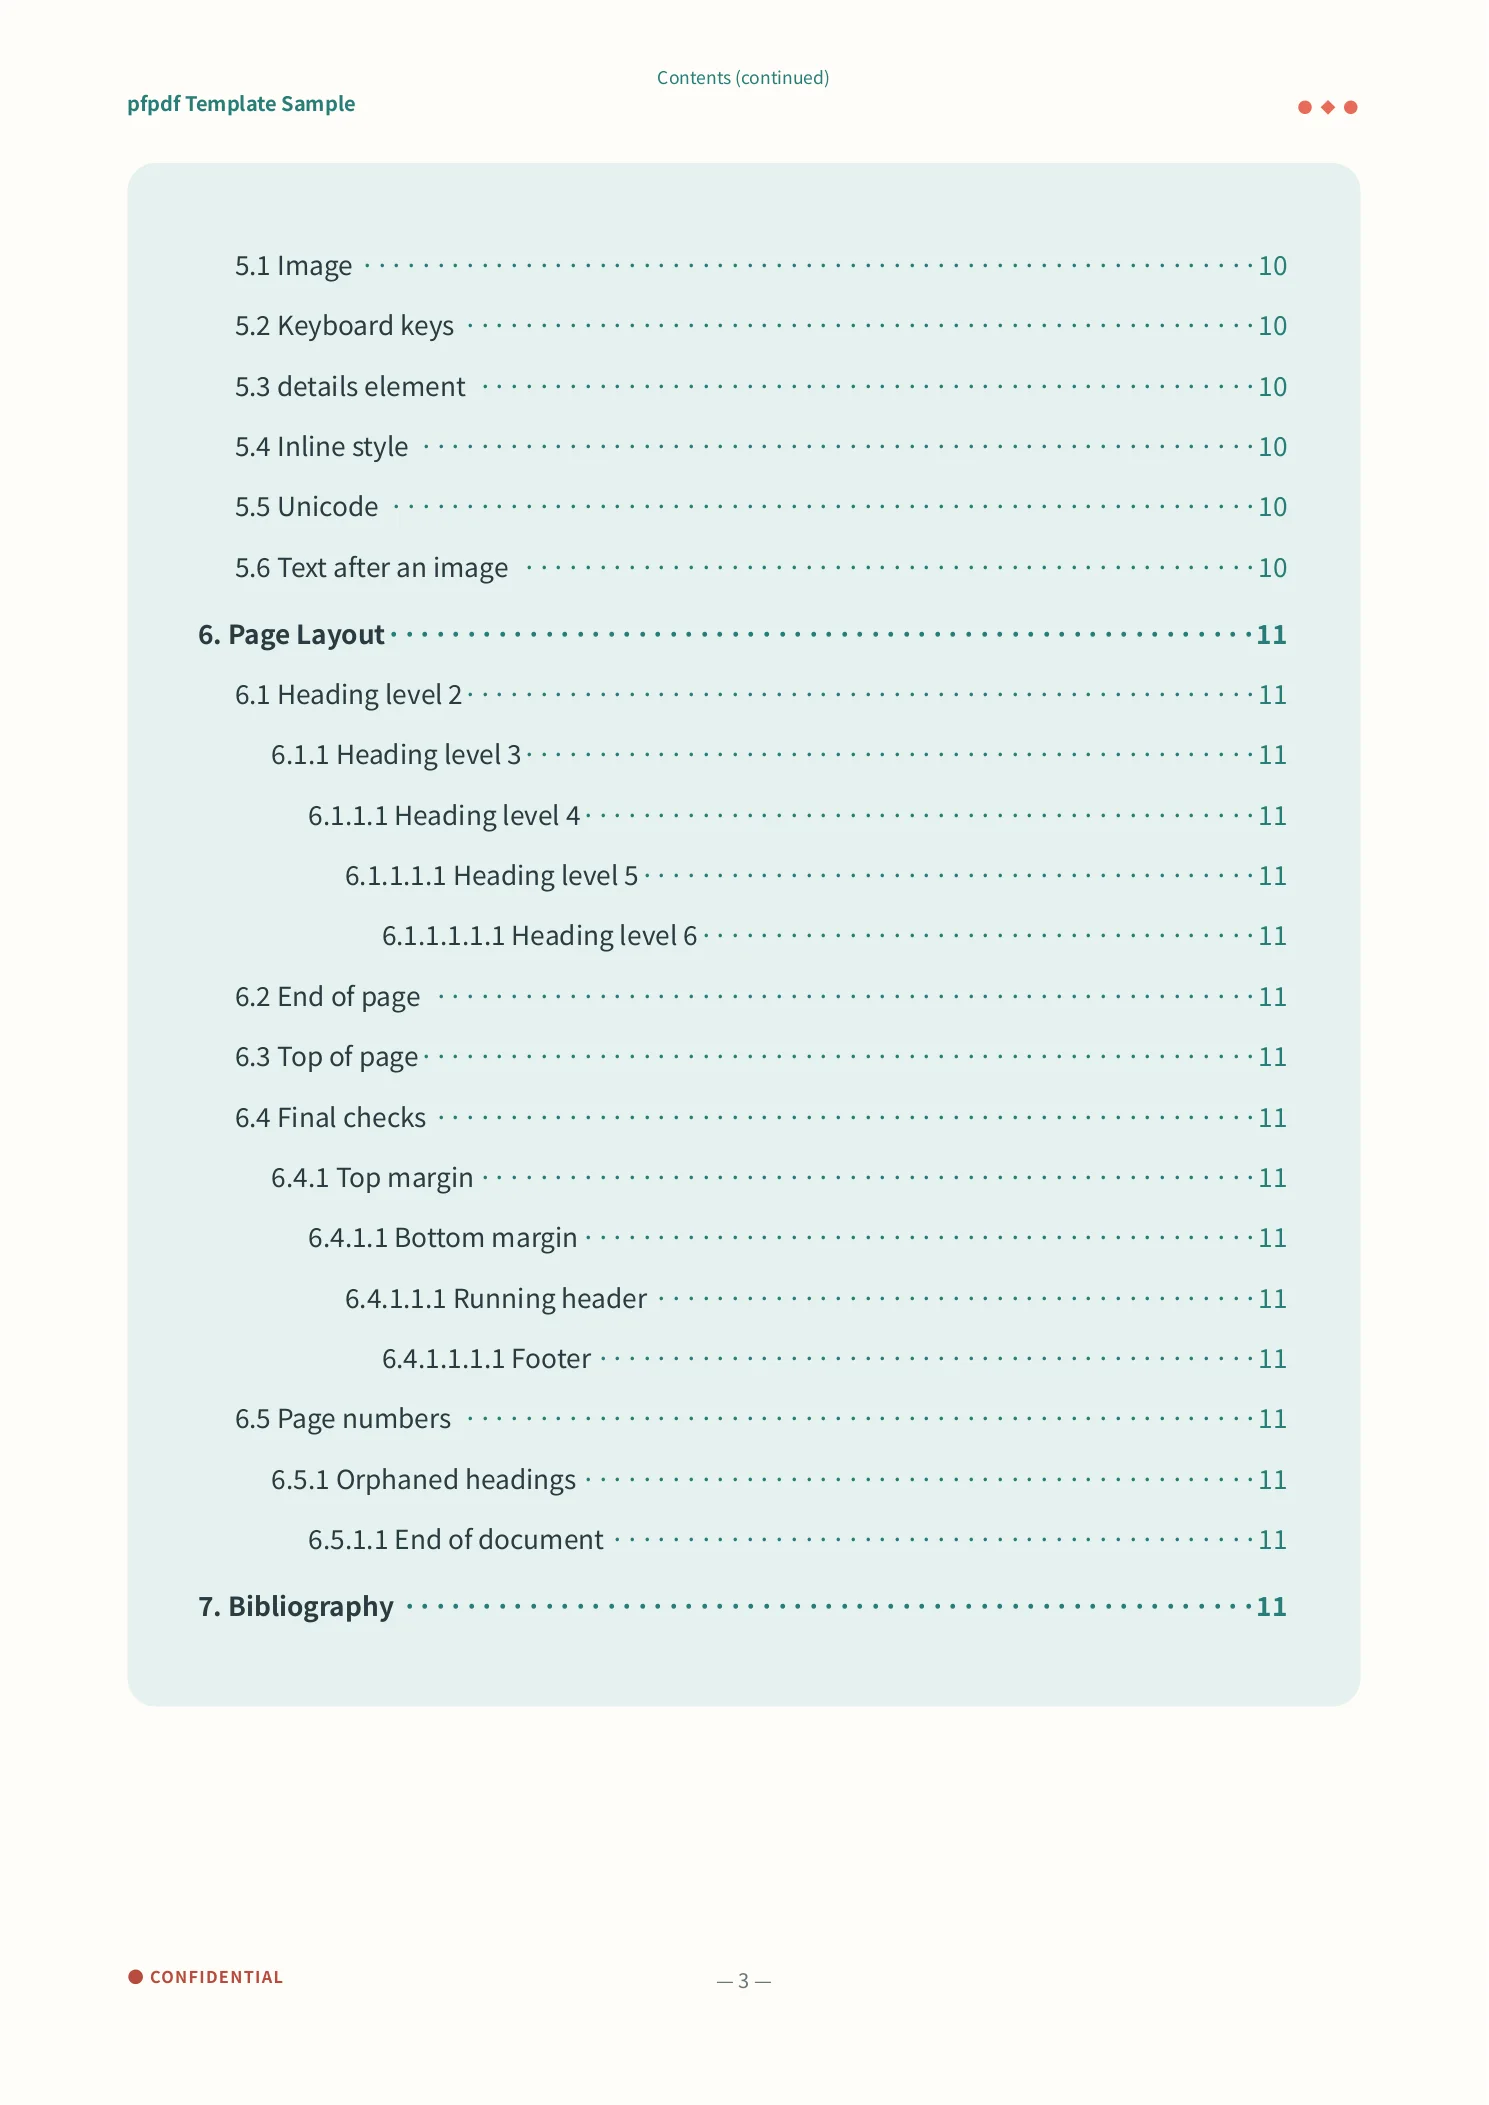 Contents (continued)
pfpdf Template Sample
5.1 Image 10
5.2 Keyboard keys 10
5.3 details element 10
5.4 Inline style 10
5.5 Unicode 10
5.6 Text after an image 10
6. Page Layout 11
6.1 Heading level 2 11
6.1.1 Heading level 3 11
6.1.1.1 Heading level 4 11
6.1.1.1.1 Heading level 5 11
6.1.1.1.1.1 Heading level 6 11
6.2 End of page 11
6.3 Top of page 11
6.4 Final checks 11
6.4.1 Top margin 11
6.4.1.1 Bottom margin 11
6.4.1.1.1 Running header 11
6.4.1.1.1.1 Footer 11
6.5 Page numbers 11
6.5.1 Orphaned headings 11
6.5.1.1 End of document 11
7. Bibliography 11
CONFIDENTIAL
— 3 —